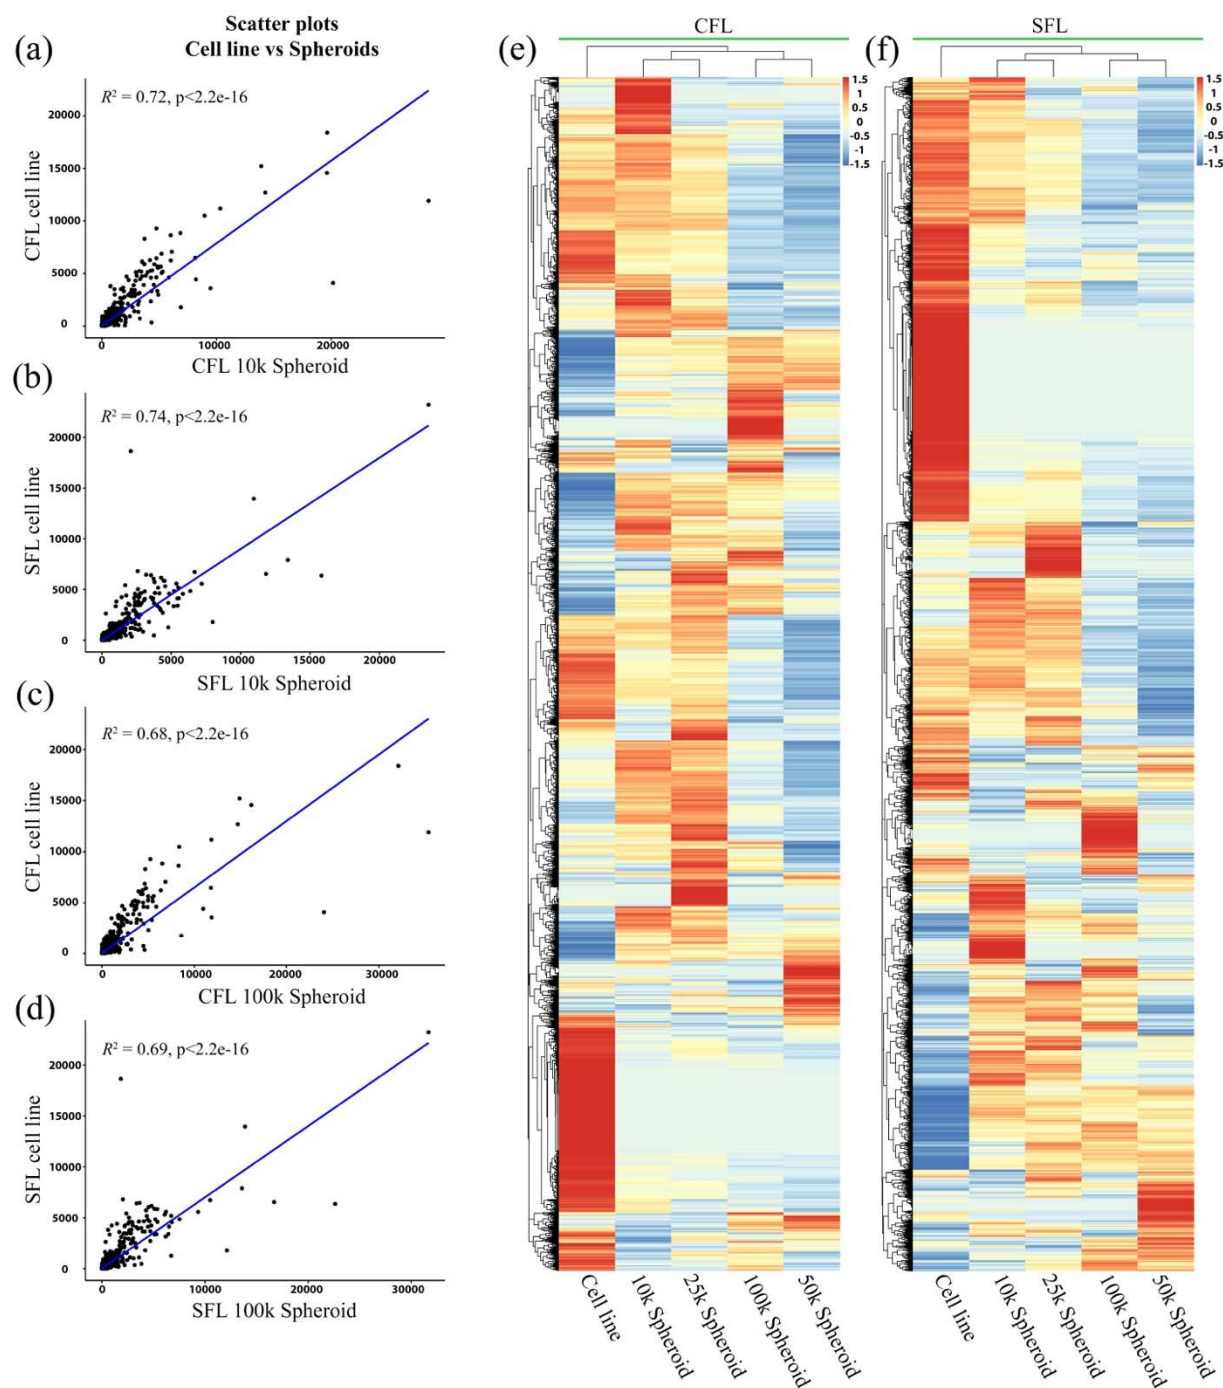 Scatter plots
Cell line vs Spheroids
(a)
R² = 0.72, p<2.2e-16
20000
15000
10000
5000
0
CFL cell line
0
10000
20000
CFL 10k Spheroid
(b)
R² = 0.74, p<2.2e-16
20000
15000
10000
5000
0
SFL cell line
0
5000
10000
15000
20000
SFL 10k Spheroid
(c)
R² = 0.68, p<2.2e-16
20000
15000
10000
5000
0
CFL cell line
0
10000
20000
30000
CFL 100k Spheroid
(d)
R² = 0.69, p<2.2e-16
20000
15000
10000
5000
0
SFL cell line
0
10000
20000
30000
SFL 100k Spheroid
(e)
CFL
1.5
1
0
-0.5
-1
-1.5
Cell line
10k Spheroid
25k Spheroid
100k Spheroid
50k Spheroid
(f)
SFL
1.5
1
0
-0.5
-1
-1.5
Cell line
10k Spheroid
25k Spheroid
100k Spheroid
50k Spheroid